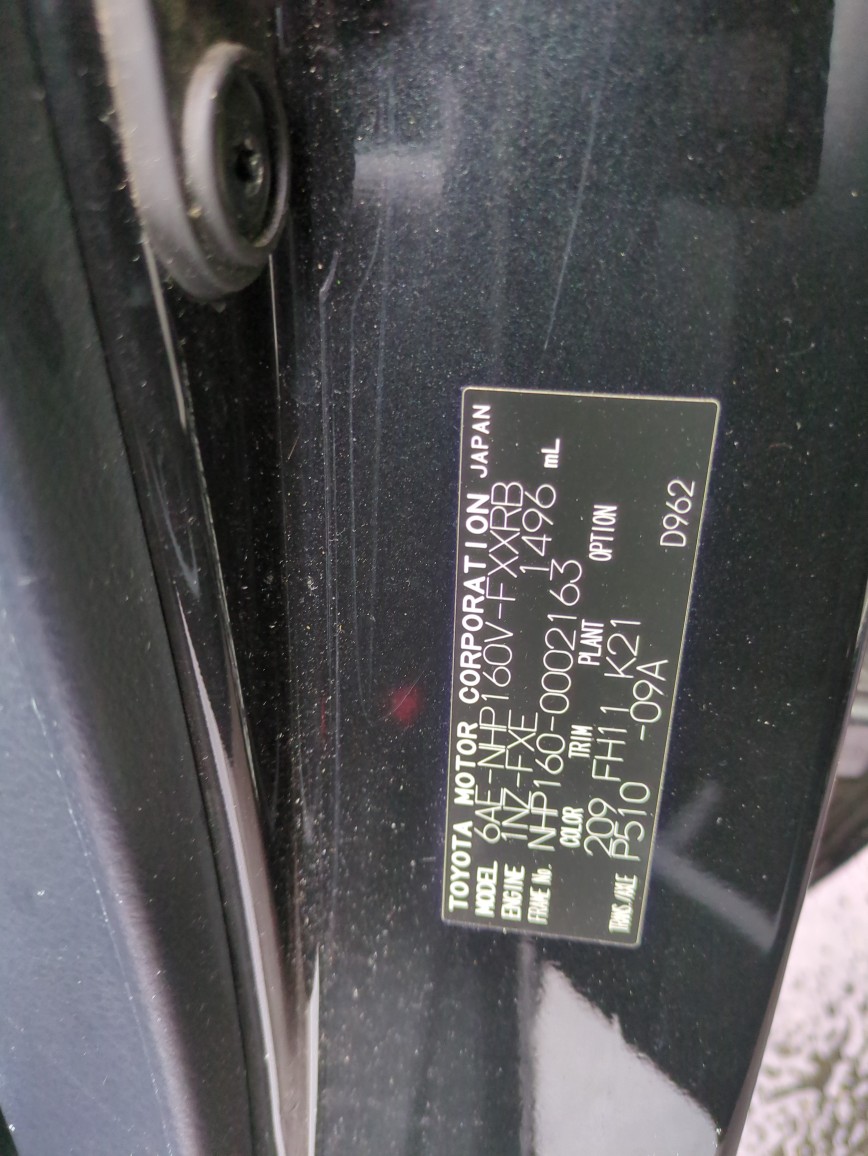 TOYOTA MOTOR CORPORATION JAPAN
MODEL 6AE-NHP160V-FXXRB
ENGINE 1NZ-FXE 1496 mL
FRAME No. NHP160-0002163
COLOR TRIM PLANT OPTION
209 FH11 K21
TRANS./AXLE P510 -09A D962